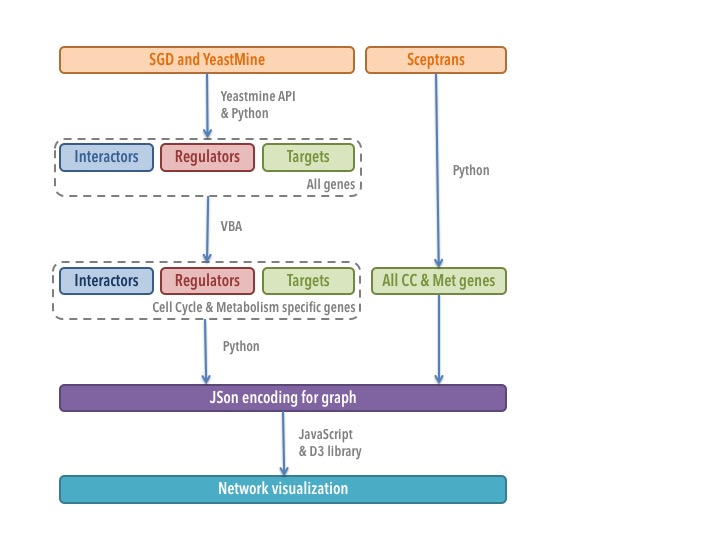 SGD and YeastMine
Sceptrans
Yeastmine API
& Python
Interactors
Regulators
Targets
All genes
Python
VBA
Interactors
Regulators
Targets
Cell Cycle & Metabolism specific genes
All CC & Met genes
Python
JSon encoding for graph
JavaScript
& D3 library
Network visualization